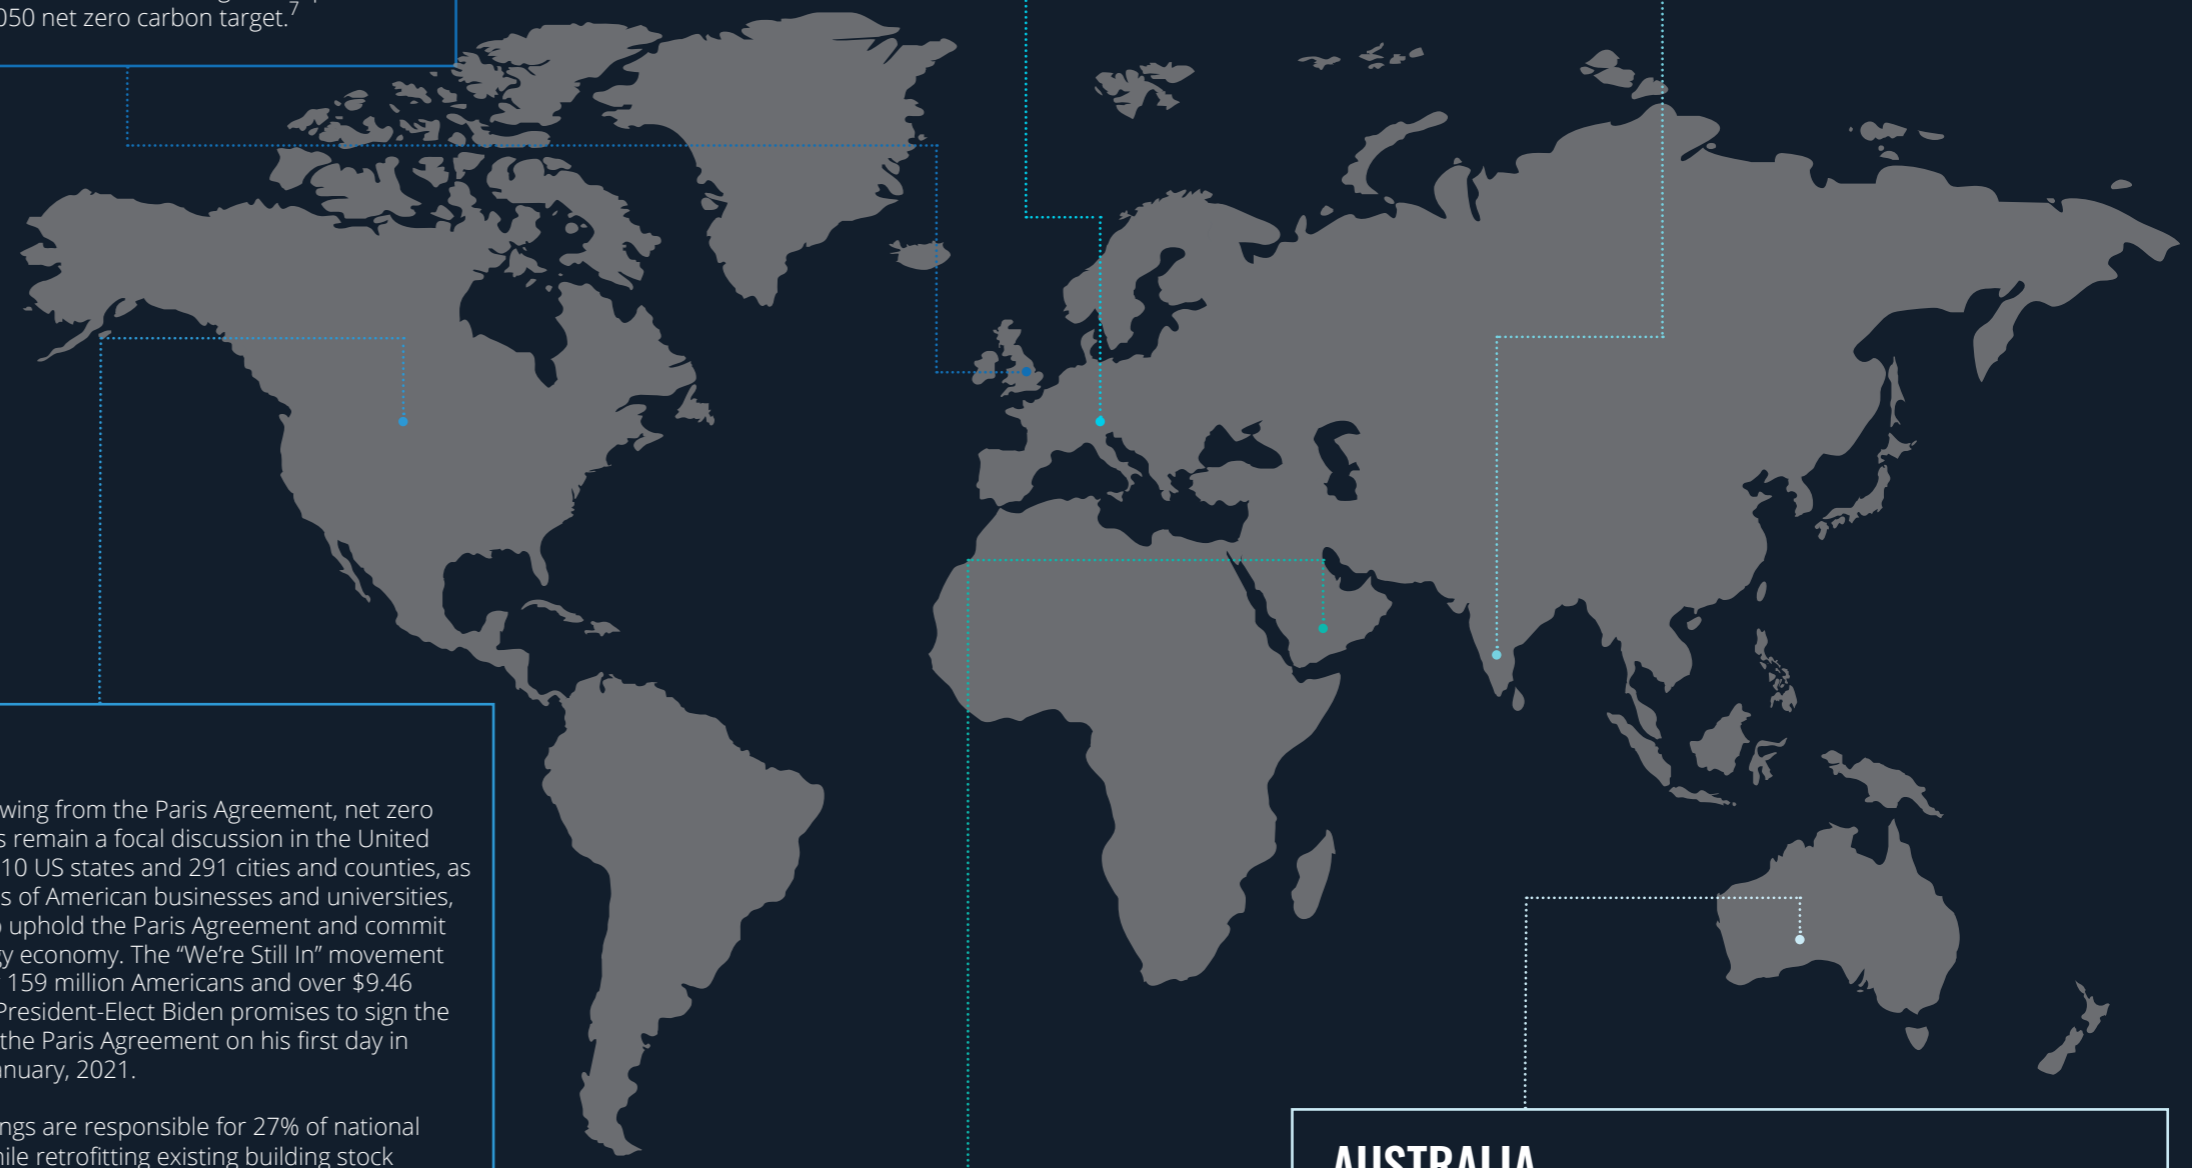 050 net zero carbon target.7
wing from the Paris Agreement, net zero
s remain a focal discussion in the United
10 US states and 291 cities and counties, as
s of American businesses and universities,
o uphold the Paris Agreement and commit
gy economy. The “We’re Still In” movement
159 million Americans and over $9.46
President-Elect Biden promises to sign the
the Paris Agreement on his first day in
anuary, 2021.
ngs are responsible for 27% of national
hile retrofitting existing building stock
AUSTRALIA